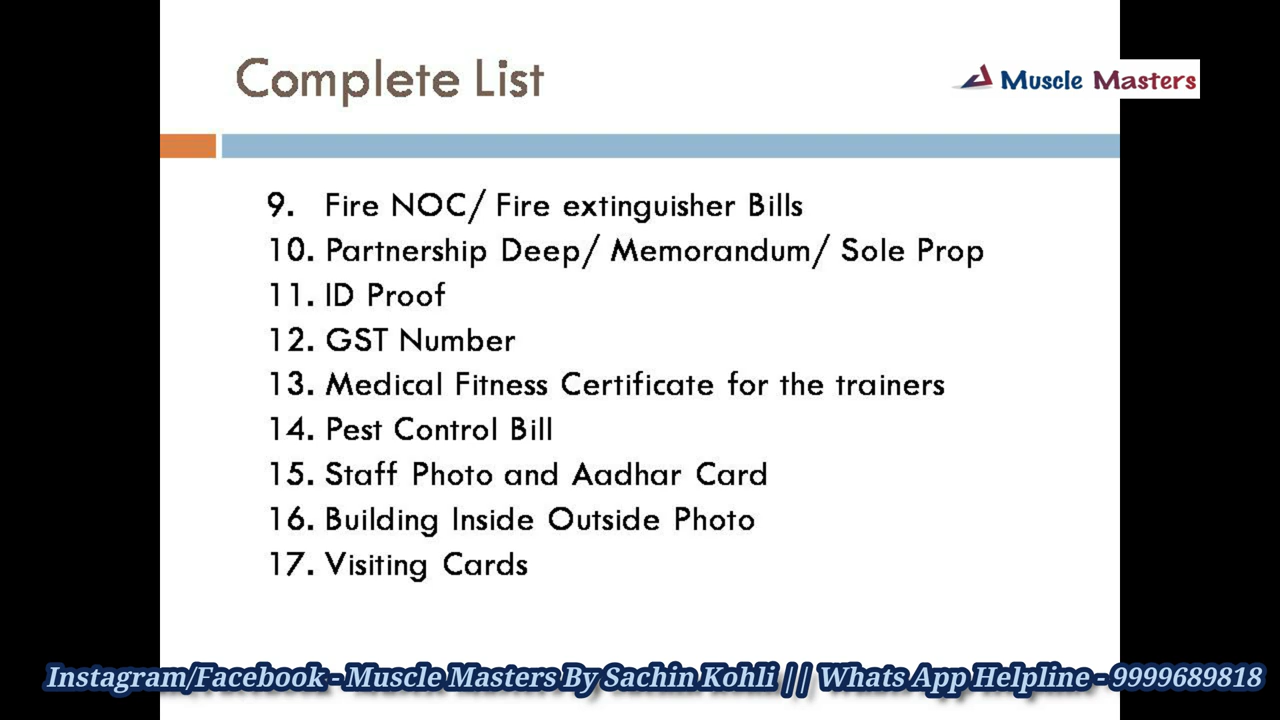 Complete List
Muscle Masters
9. Fire NOC/ Fire extinguisher Bills
10. Partnership Deep/ Memorandum/ Sole Prop
11. ID Proof
12. GST Number
13. Medical Fitness Certificate for the trainers
14. Pest Control Bill
15. Staff Photo and Aadhar Card
16. Building Inside Outside Photo
17. Visiting Cards
Instagram/Facebook - Muscle Masters By Sachin Kohli || Whats App Helpline - 9999689818